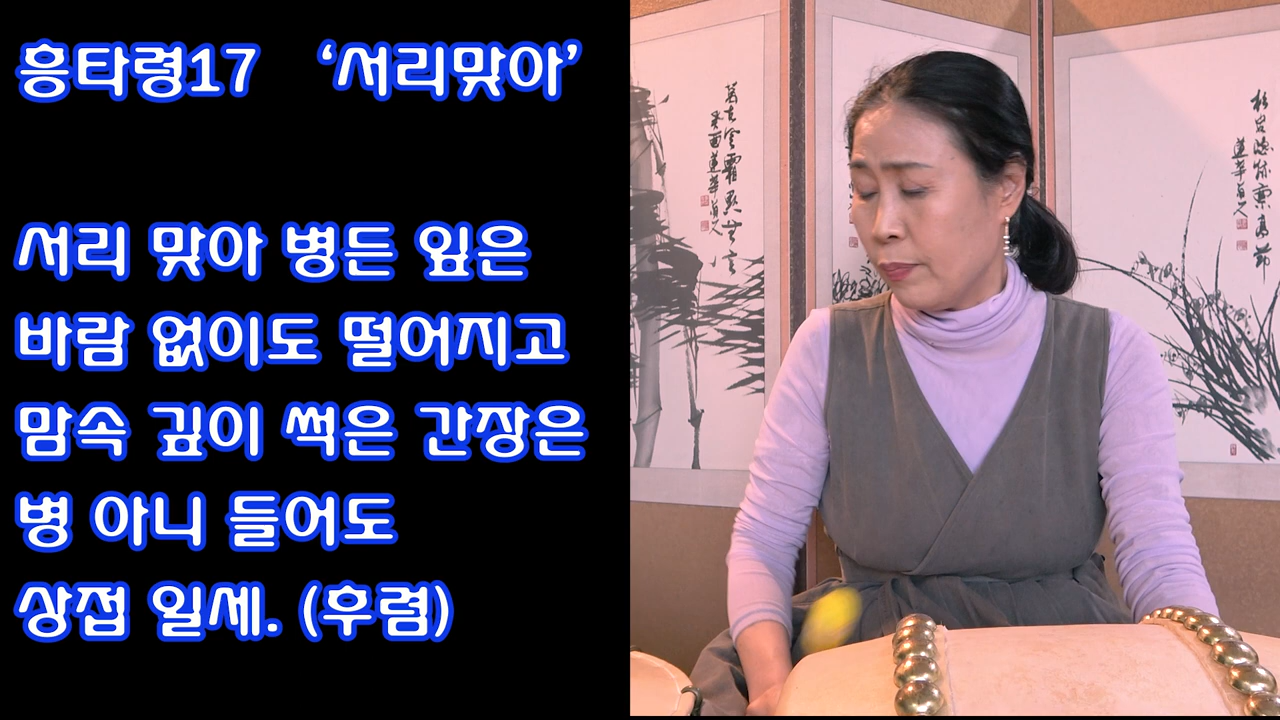 흥타령17 ‘서리맞아’
서리 맞아 병든 잎은
바람 없이도 떨어지고
맘속 깊이 썩은 간장은
병 아니 들어도
상접 일세. (후렴)